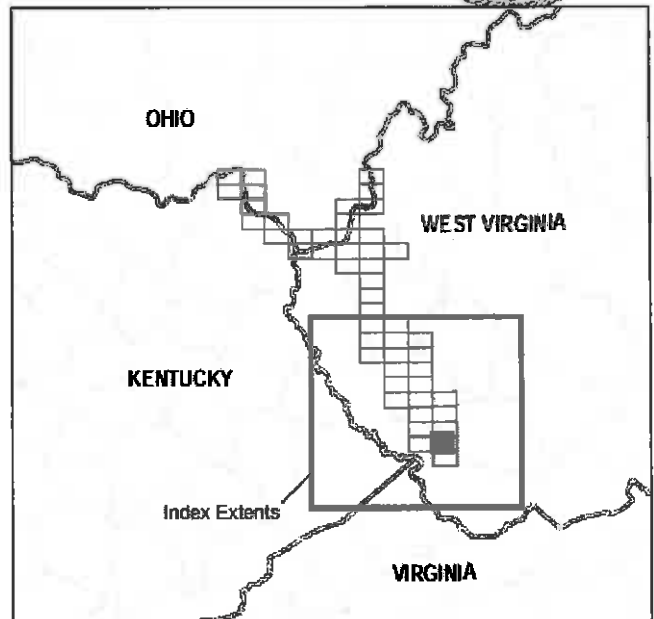 OHIO
WEST VIRGINIA
KENTUCKY
Index Extents
VIRGINIA